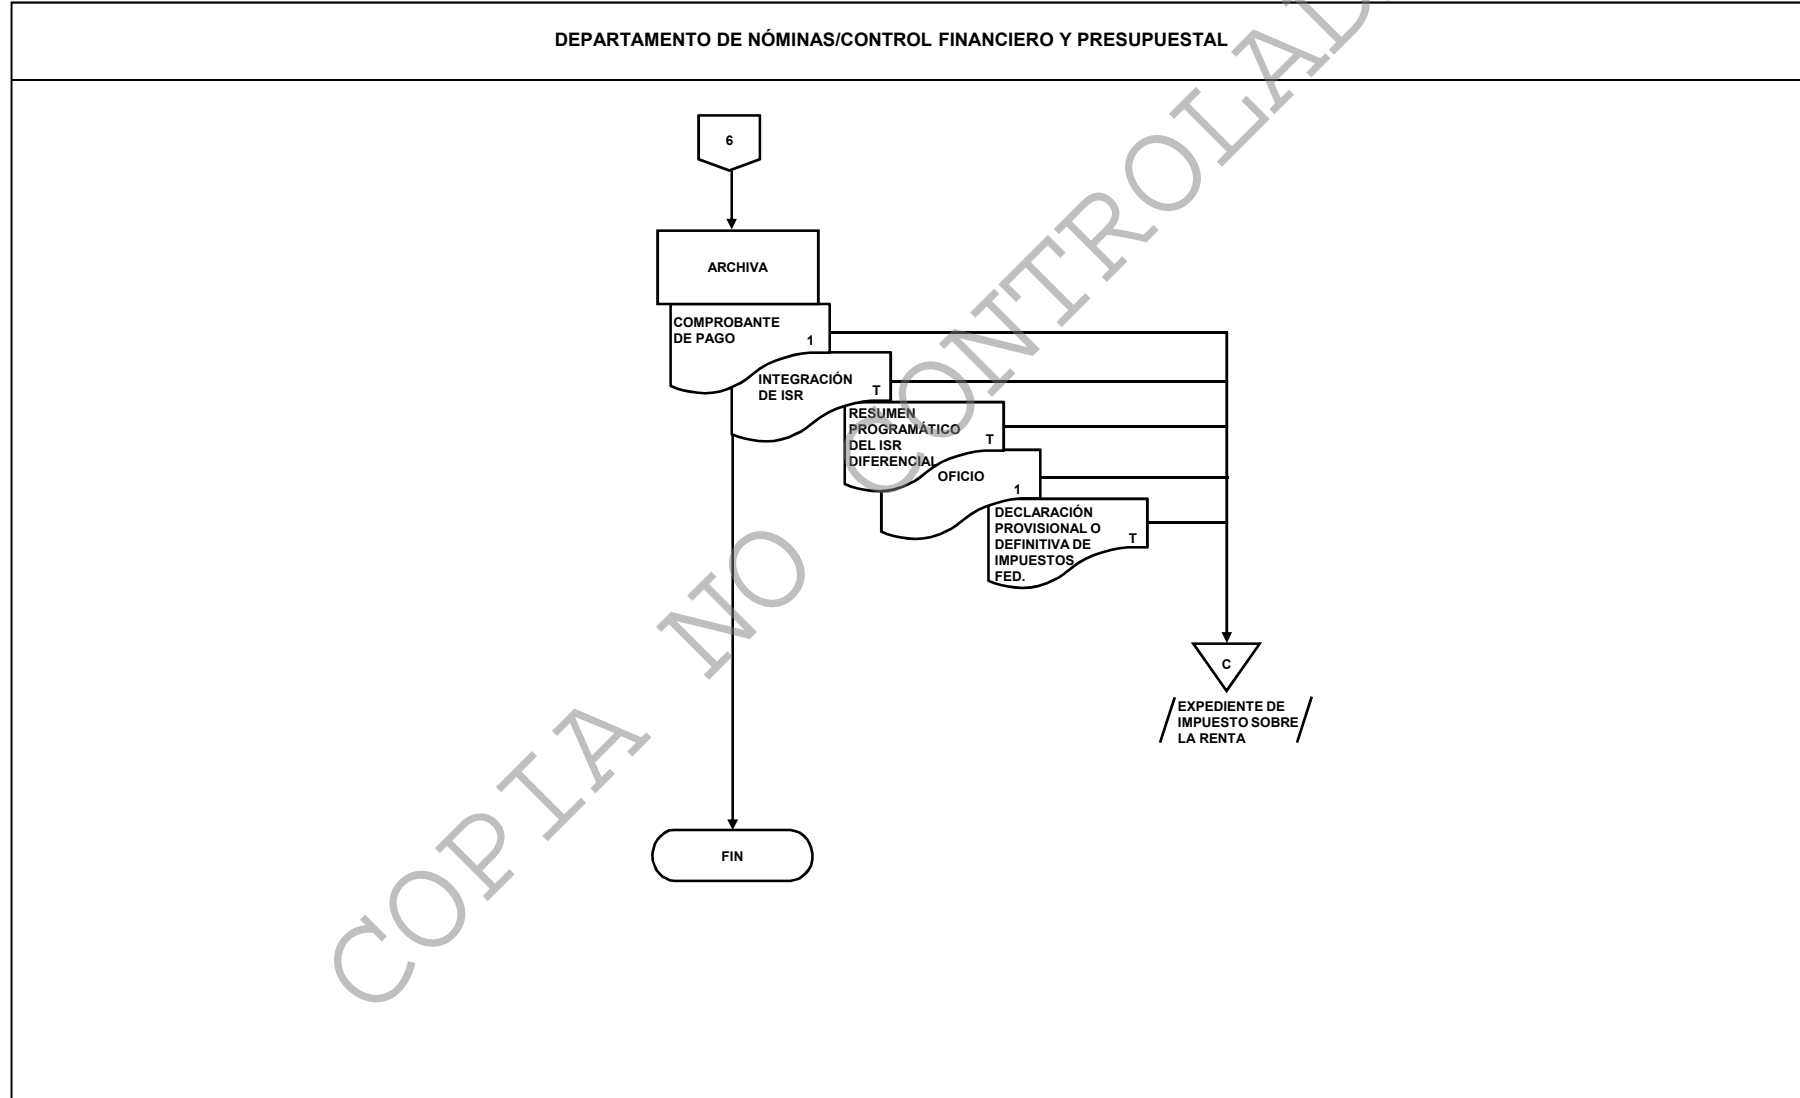 DEPARTAMENTO DE NÓMINAS/CONTROL FINANCIERO Y PRESUPUESTAL
6
ARCHIVA
COMPROBANTE
DE PAGO
1
INTEGRACIÓN
DE ISR
T
RESUMEN
PROGRAMÁTICO
DEL ISR
DIFERENCIAL
T
OFICIO
1
DECLARACIÓN
PROVISIONAL O
DEFINITIVA DE
IMPUESTOS
FED.
T
C
EXPEDIENTE DE
IMPUESTO SOBRE
LA RENTA
FIN
COPIA NO CONTROLAD